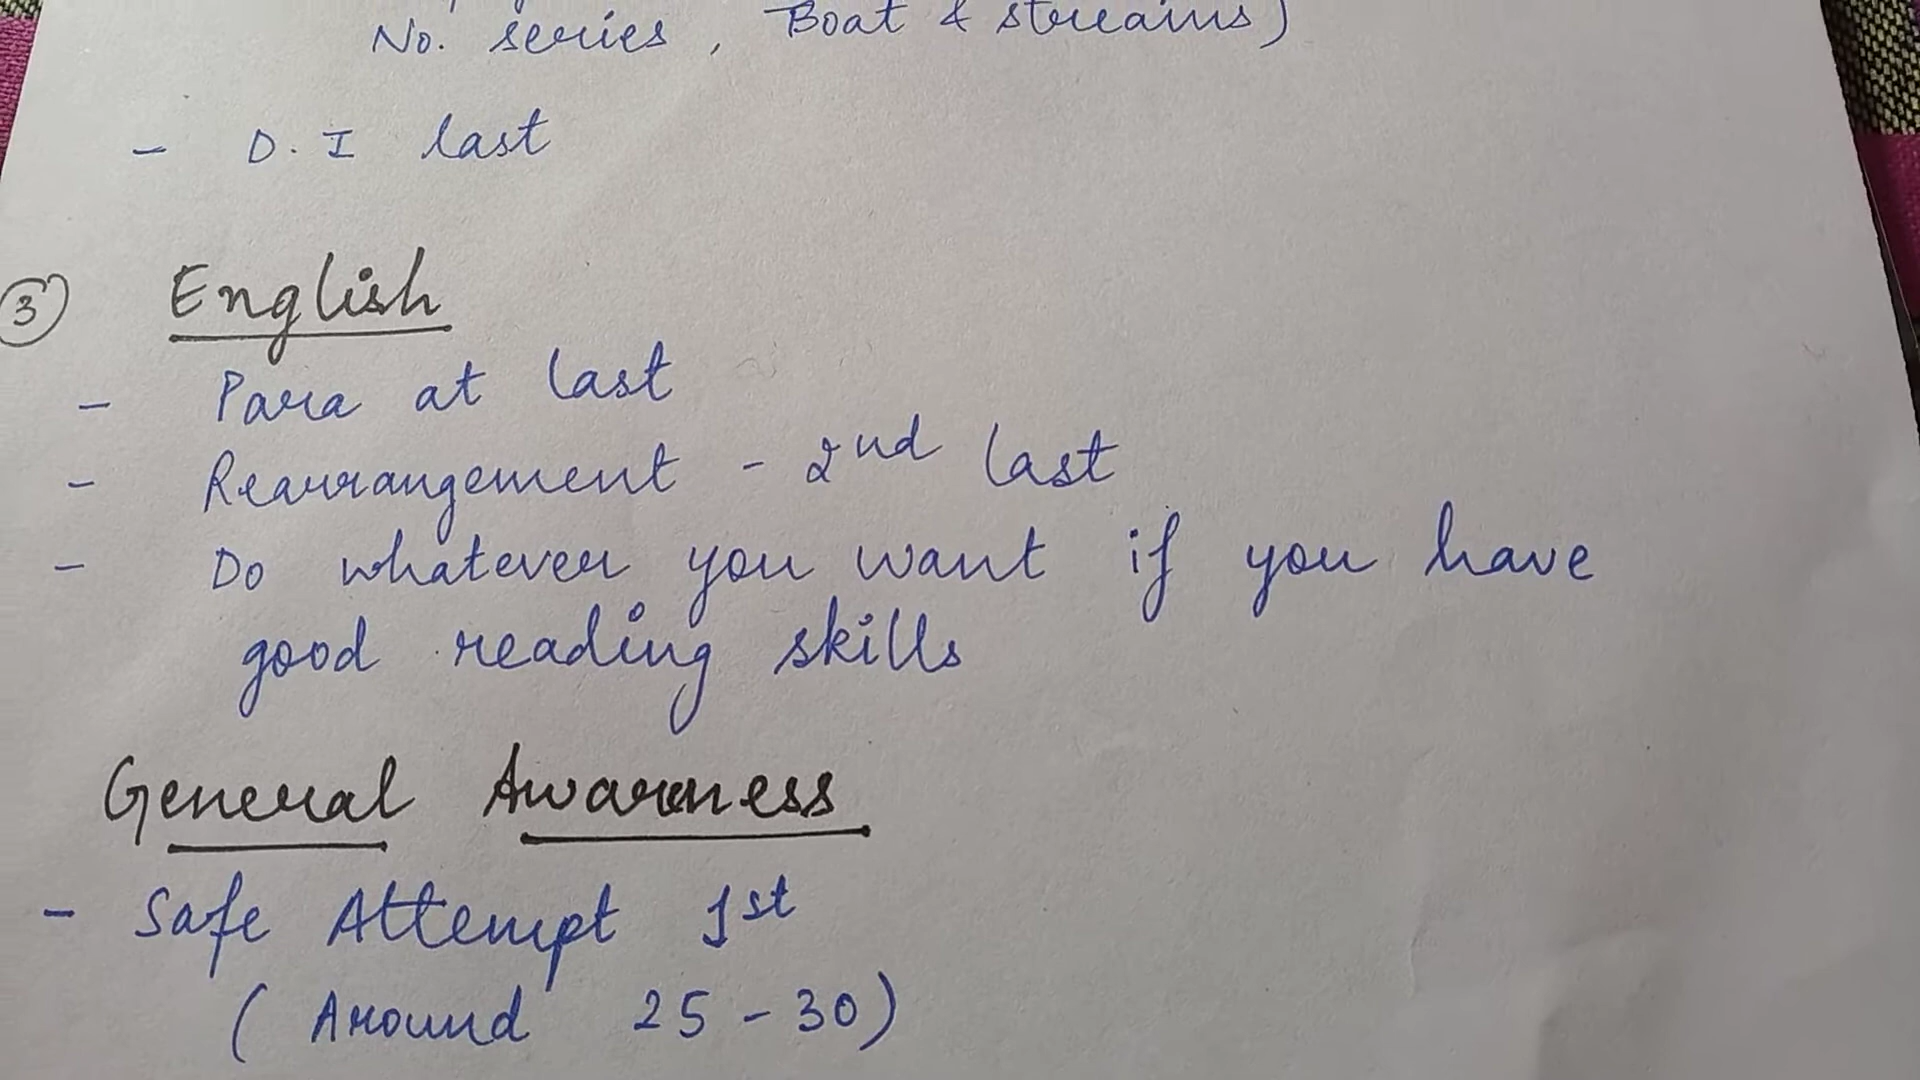 No. series, Boat & streams)
- D.I last
3 English
- Para at last
- Rearrangement - 2nd last
- Do whatever you want if you have
good reading skills
General Awareness
- Safe Attempt 1st
( Around 25 - 30)